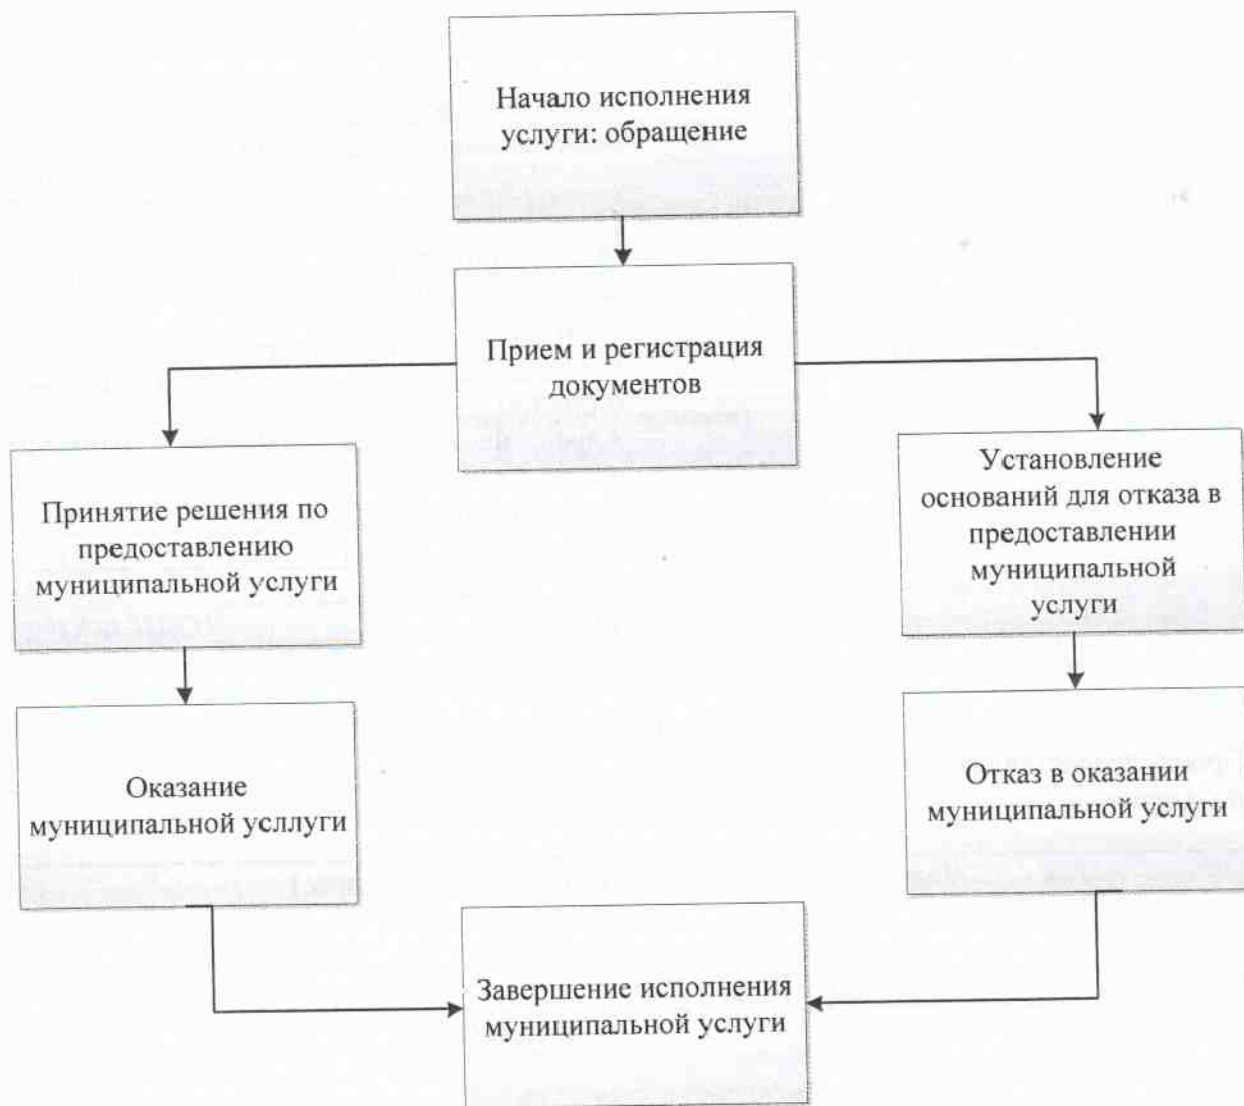 Начало исполнения
услуги: обращение
Прием и регистрация
документов
Принятие решения по
предоставлению
муниципальной услуги
Установление
оснований для отказа в
предоставлении
муниципальной
услуги
Оказание
муниципальной усллуги
Отказ в оказании
муниципальной услуги
Завершение исполнения
муниципальной услуги